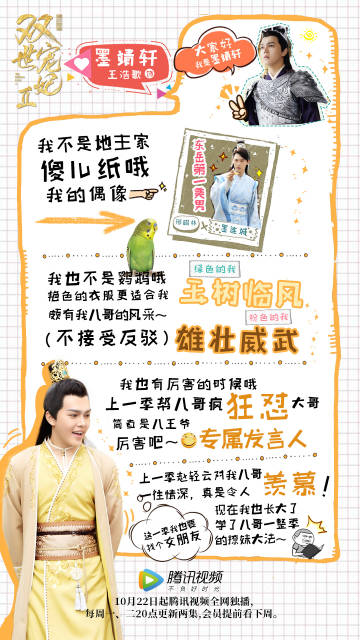 双世宠妃
II
墨靖轩
王浩歌 饰
大家好
我是墨靖轩
我不是地主家
傻儿纸哦
我的偶像
东岳第一美男
邢昭林
墨连城
我也不是鹦鹉哦
橙色的衣服更适合我
颇有我八哥的风采~
(不接受反驳)
绿色的我
玉树临风
棕色的我
雄壮威武
我也有厉害的时候哦
上一季帮八哥疯狂怼大哥
简直是八王爷
厉害吧~
专属发言人
上一季赵轻云对我八哥
一往情深,真是令人羡慕!
这一季我也要
找个女朋友
现在我也长大了
学了八哥一整季
的撩妹大法~
腾讯视频
不负好时光
10月22日起腾讯视频全网独播,
每周一、二20点更新两集,会员提前看下周。